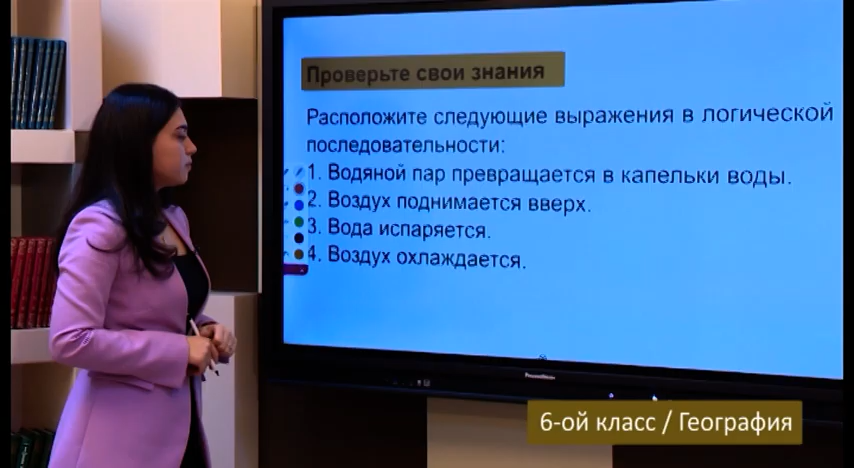 Проверьте свои знания
Расположите следующие выражения в логической
последовательности:
1. Водяной пар превращается в капельки воды.
2. Воздух поднимается вверх.
3. Вода испаряется.
4. Воздух охлаждается.
6-ой класс / География